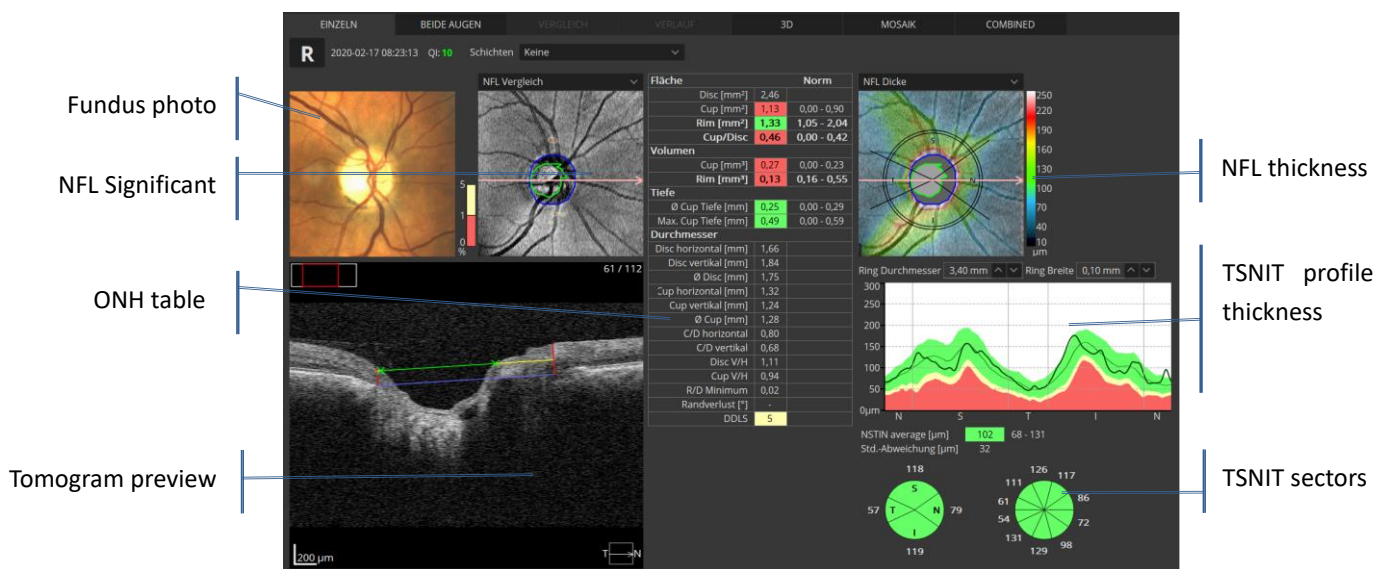 EINZELN BEIDE AUGEN VERGLEICH VERLAUF 3D MOSAIK COMBINED
R 2020-02-17 08:23:13 QI: 10 Schichten Keine
Fundus photo
NFL Significant
ONH table
Tomogram preview
NFL Vergleich
5
1
0
%
61 / 112
200 µm
T N
Fläche Norm
Disc [mm²] 2,46
Cup [mm²] 1,13 0,00 - 0,90
Rim [mm²] 1,33 1,05 - 2,04
Cup/Disc 0,46 0,00 - 0,42
Volumen
Cup [mm³] 0,27 0,00 - 0,23
Rim [mm³] 0,13 0,16 - 0,55
Tiefe
Ø Cup Tiefe [mm] 0,25 0,00 - 0,29
Max. Cup Tiefe [mm] 0,49 0,00 - 0,59
Durchmesser
Disc horizontal [mm] 1,66
Disc vertikal [mm] 1,84
Ø Disc [mm] 1,75
Cup horizontal [mm] 1,32
Cup vertikal [mm] 1,24
Ø Cup [mm] 1,28
C/D horizontal 0,80
C/D vertikal 0,68
Disc V/H 1,11
Cup V/H 0,94
R/D Minimum 0,02
Randverlust [°] -
DDLS 5
NFL Dicke
S
N
I
T
250
220
190
160
130
100
70
40
10
µm
Ring Durchmesser 3,40 mm Ring Breite 0,10 mm
300
250
200
150
100
50
0µm
N S T I N
NSTIN average [µm] 102 68 - 131
Std.-Abweichung [µm] 32
118
S
57 T N 79
I
119
126
111 117
61 86
54 72
131 98
129
NFL thickness
TSNIT profile
thickness
TSNIT sectors